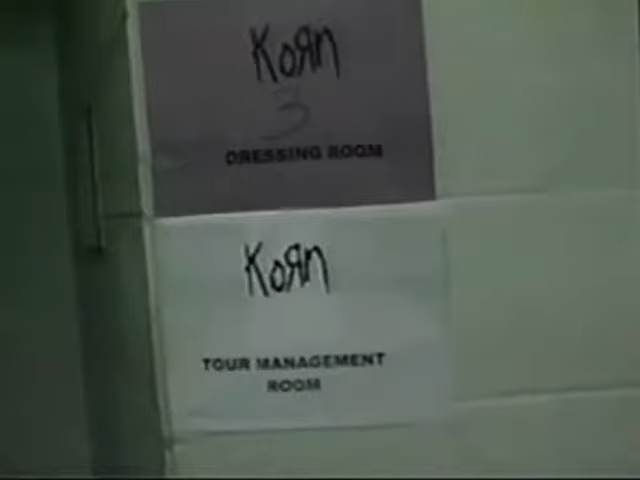 KoЯn
3
DRESSING ROOM
KoЯn
TOUR MANAGEMENT
ROOM